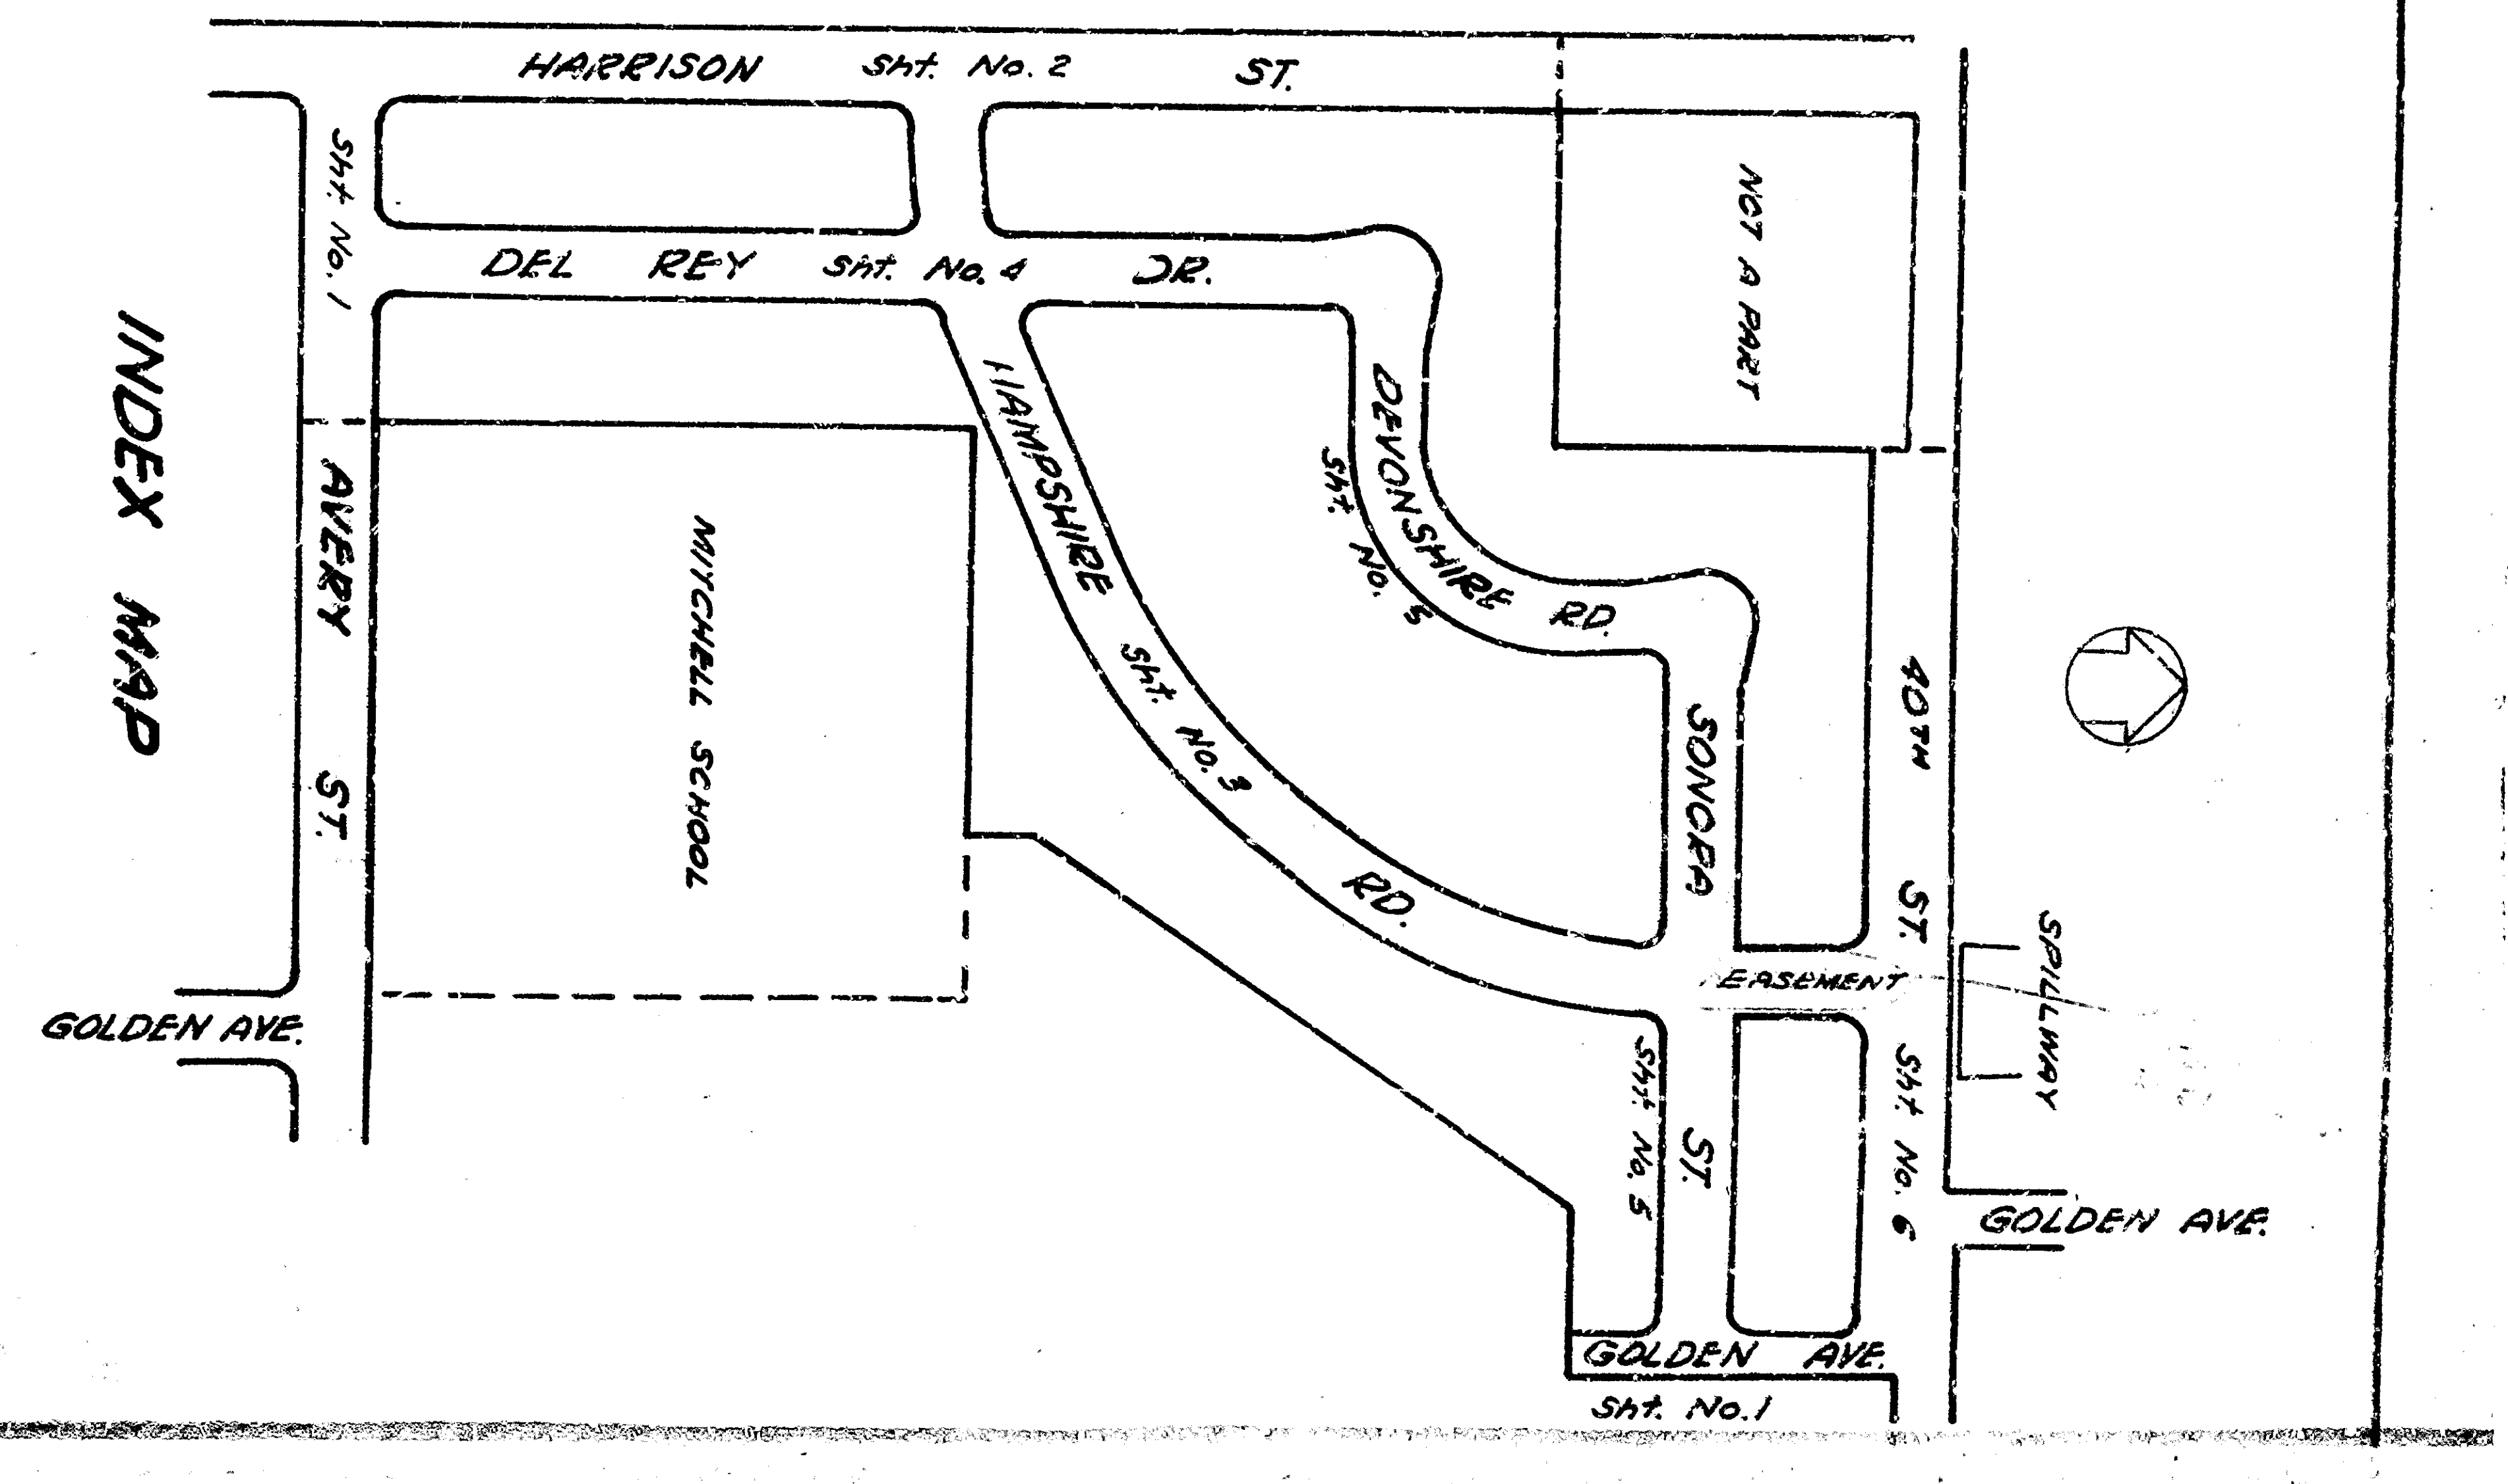 HARRISON Sht. No. 2 ST.
Sht. No. 1
DEL REY Sht. No. 4 DR.
NOT A PART
INDEX MAP
AVERY ST.
MITCHELL SCHOOL
HAMPSHIRE Sht. No. 3 RD.
DEVONSHIRE RD.
Sht. No.
SONORA ST.
Sht. No. 5
40TH ST. Sht. No. 6
EASEMENT
SPILLWAY
GOLDEN AVE.
GOLDEN AVE.
GOLDEN AVE.
Sht. No. 1